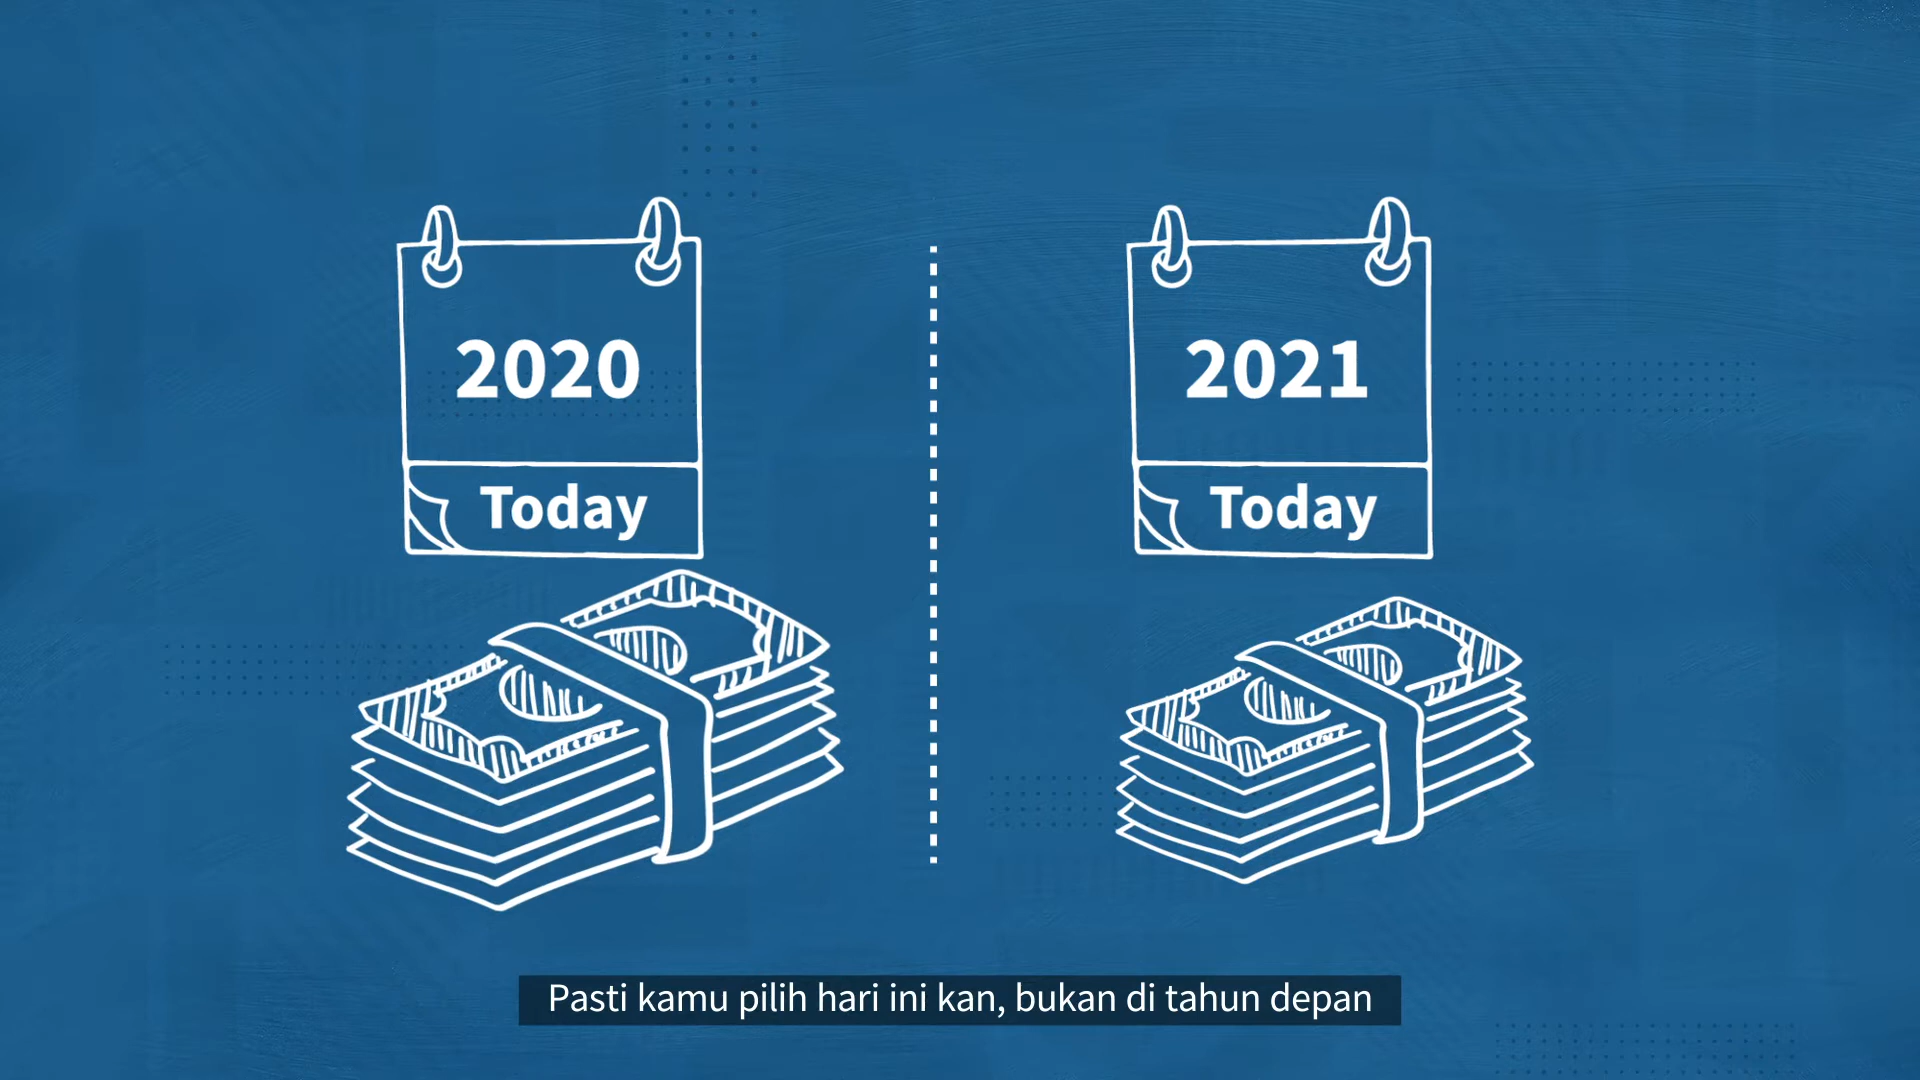 2020
Today
2021
Today
Pasti kamu pilih hari ini kan, bukan di tahun depan